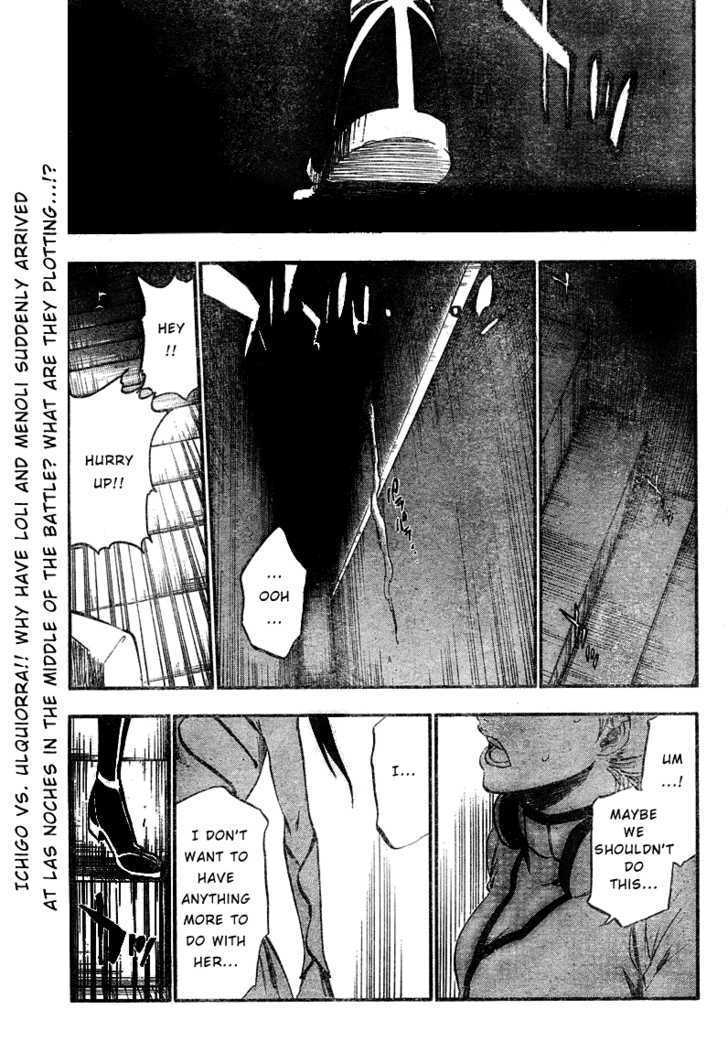 ICHIGO VS. ULQUIORRA!! WHY HAVE LOLI AND MENOLI SUDDENLY ARRIVED
AT LAS NOCHES IN THE MIDDLE OF THE BATTLE? WHAT ARE THEY PLOTTING...!?
...
OOH
...
HEY
!!
HURRY
UP!!
UM
...!
MAYBE
WE
SHOULDN'T
DO
THIS...
I...
I DON'T
WANT TO
HAVE
ANYTHING
MORE TO
DO WITH
HER...